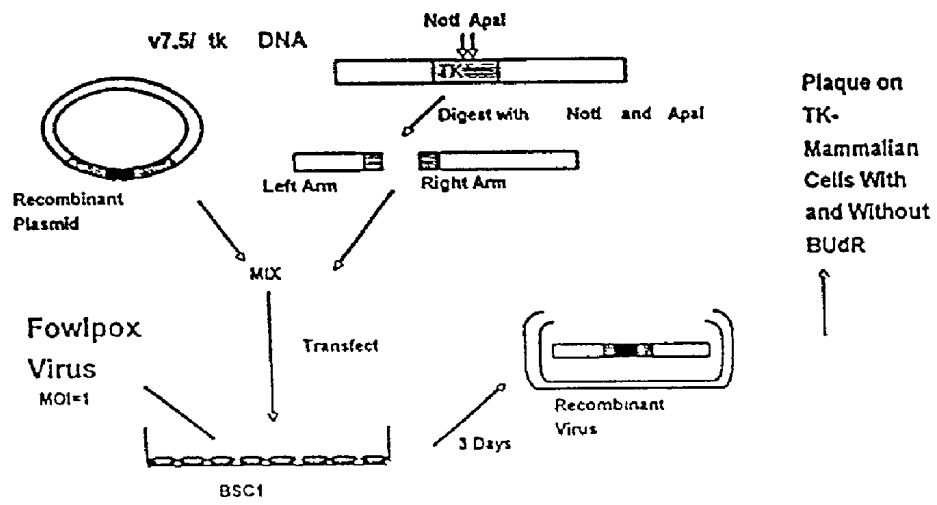 NotI ApaI
v7.5/ tk DNA
TK
Digest with NotI and ApaI
Left Arm
Right Arm
Recombinant
Plasmid
MIX
Plaque on
TK-
Mammalian
Cells With
and Without
BUdR
Fowlpox
Virus
MOI=1
Transfect
3 Days
Recombinant
Virus
BSC1